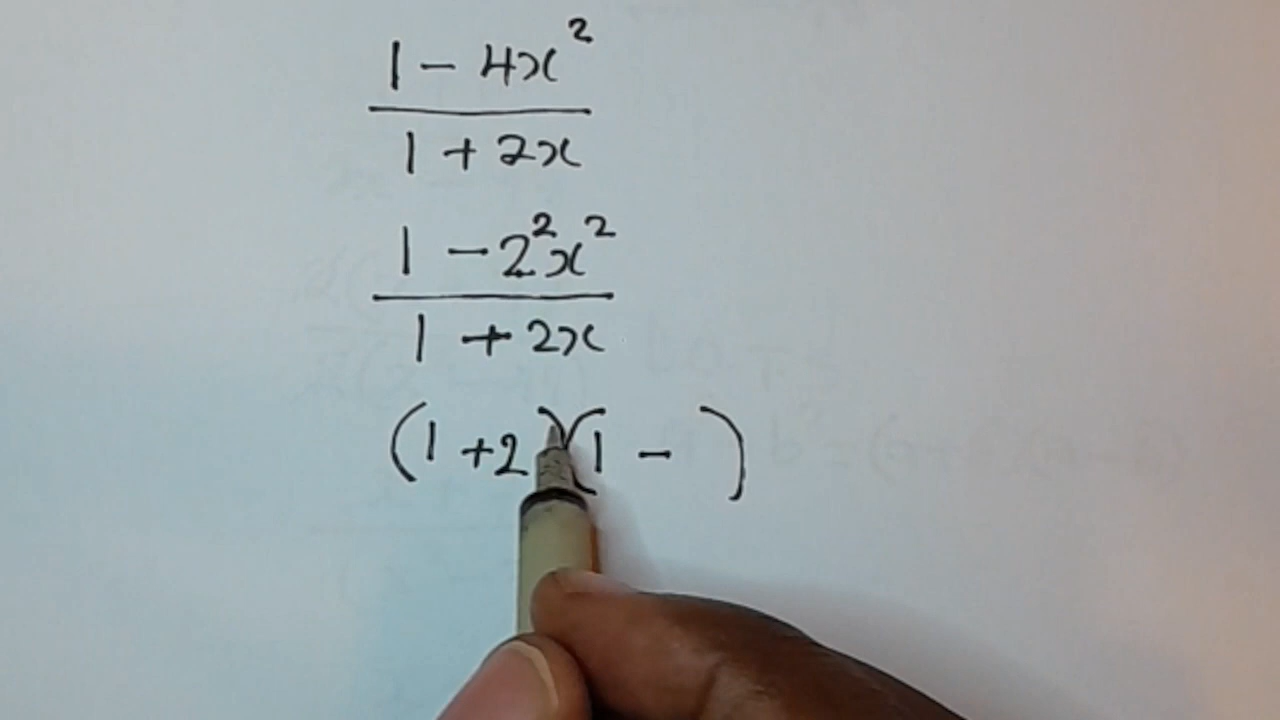 1 - 4x²
1 + 2x
1 - 2²x²
1 + 2x
(1 +2 )(1 - )